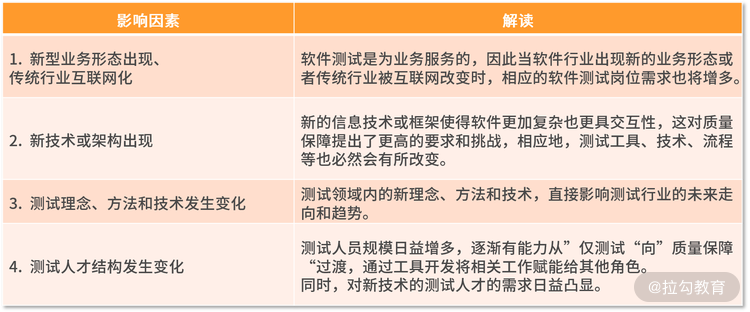 影响因素
解读
1. 新型业务形态出现、
传统行业互联网化
软件测试是为业务服务的，因此当软件行业出现新的业务形态或
者传统行业被互联网改变时，相应的软件测试岗位需求也将增多。
2. 新技术或架构出现
新的信息技术或框架使得软件更加复杂也更具交互性，这对质量
保障提出了更高的要求和挑战，相应地，测试工具、技术、流程
等也必然会有所改变。
3. 测试理念、方法和技术发生变化
测试领域内的新理念、方法和技术，直接影响测试行业的未来走
向和趋势。
4. 测试人才结构发生变化
测试人员规模日益增多，逐渐有能力从”仅测试“向”质量保障
“过渡，通过工具开发将相关工作赋能给其他角色。
同时，对新技术的测试人才的需求日益凸显。
@拉勾教育